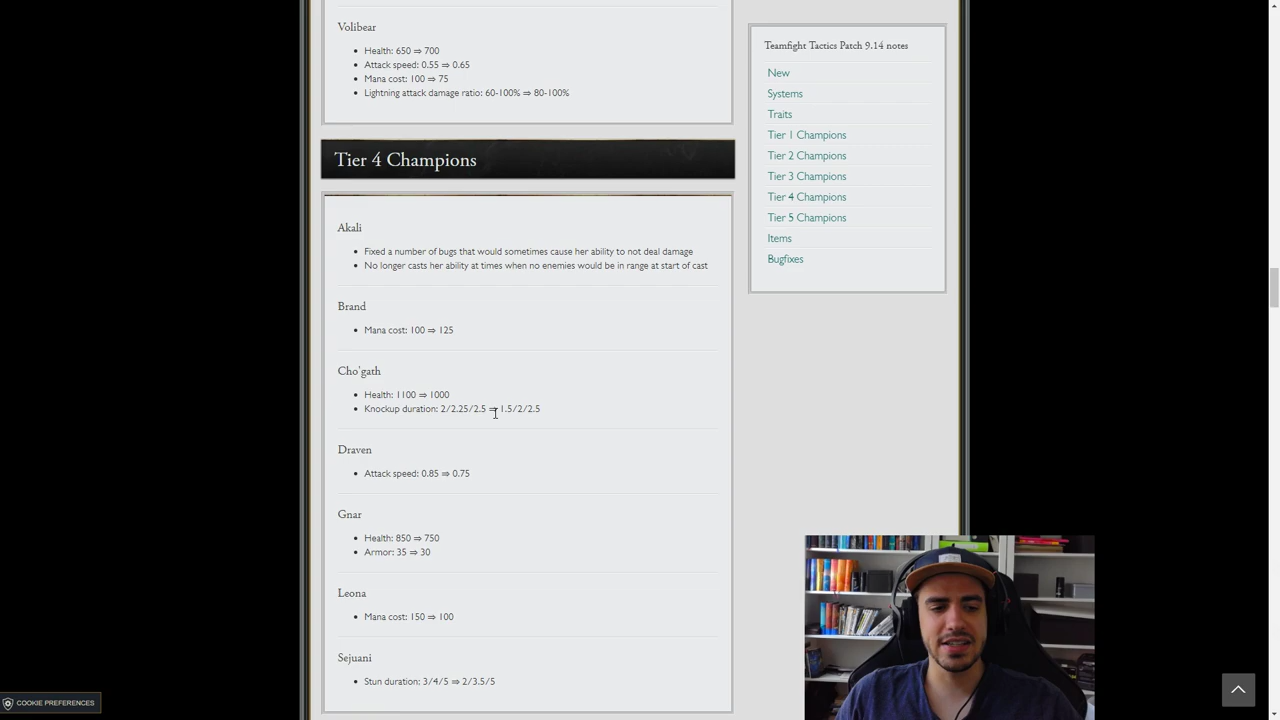 Volibear
Health: 650 ⇒ 700
Attack speed: 0.55 ⇒ 0.65
Mana cost: 100 ⇒ 75
Lightning attack damage ratio: 60-100% ⇒ 80-100%
Tier 4 Champions
Akali
Fixed a number of bugs that would sometimes cause her ability to not deal damage
No longer casts her ability at times when no enemies would be in range at start of cast
Brand
Mana cost: 100 ⇒ 125
Cho'gath
Health: 1100 ⇒ 1000
Knockup duration: 2/2.25/2.5 ⇒ 1.5/2/2.5
Draven
Attack speed: 0.85 ⇒ 0.75
Gnar
Health: 850 ⇒ 750
Armor: 35 ⇒ 30
Leona
Mana cost: 150 ⇒ 100
Sejuani
Stun duration: 3/4/5 ⇒ 2/3.5/5
Teamfight Tactics Patch 9.14 notes
New
Systems
Traits
Tier 1 Champions
Tier 2 Champions
Tier 3 Champions
Tier 4 Champions
Tier 5 Champions
Items
Bugfixes
COOKIE PREFERENCES